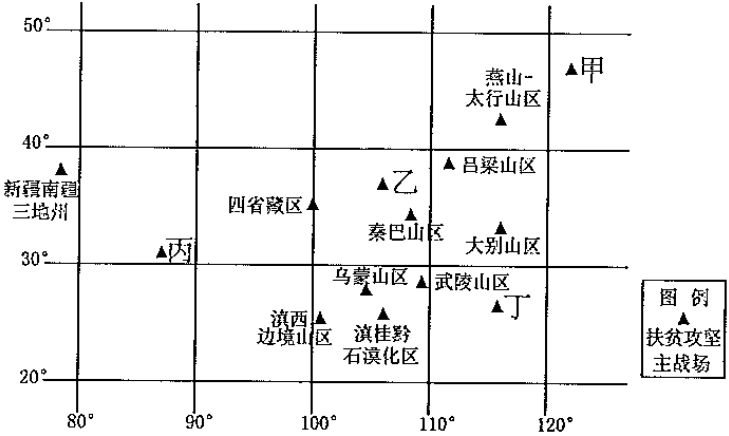 50°
燕山-
太行山区
甲
40°
吕梁山区
新疆南疆
三地州
乙
四省藏区
秦巴山区
大别山区
丙
30°
乌蒙山区
武陵山区
丁
滇西
边境山区
滇桂黔
石漠化区
图 例
扶贫攻坚
主战场
20°
80°
90°
100°
110°
120°